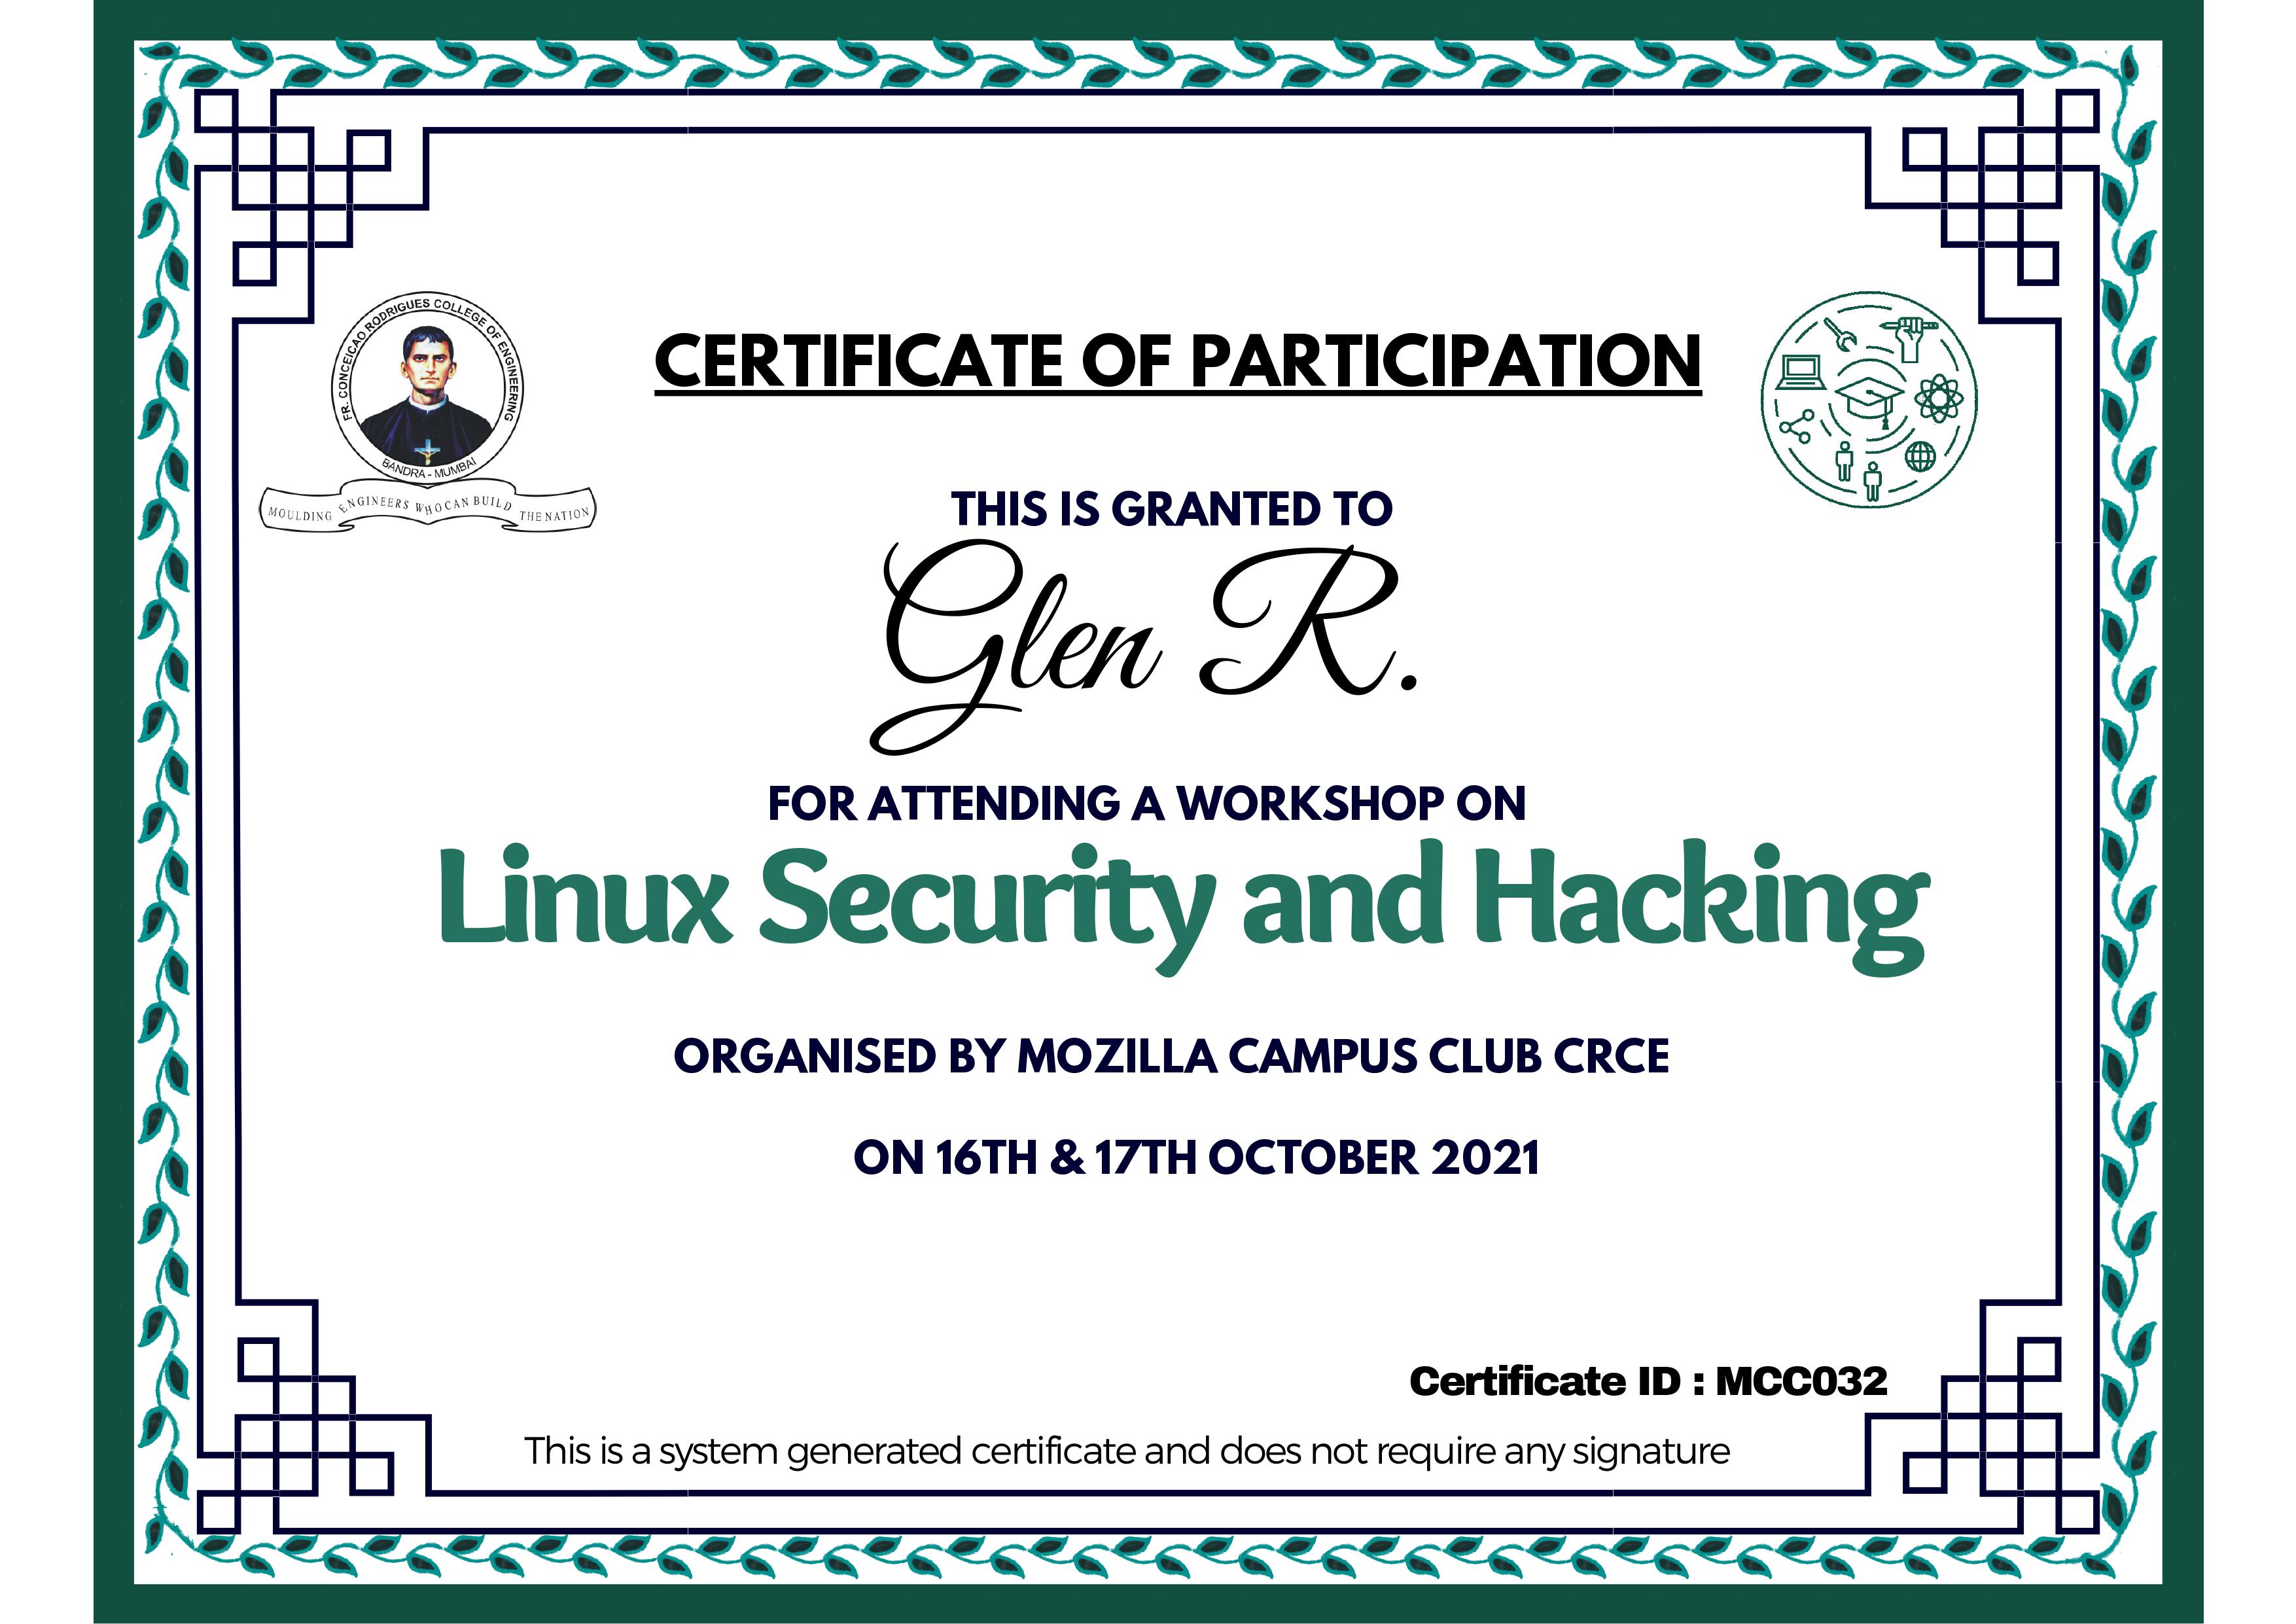 FR. CONCEICAO RODRIGUES COLLEGE OF ENGINEERING
BANDRA - MUMBAI
MOULDING ENGINEERS WHO CAN BUILD THE NATION
CERTIFICATE OF PARTICIPATION
THIS IS GRANTED TO
Glen R.
FOR ATTENDING A WORKSHOP ON
Linux Security and Hacking
ORGANISED BY MOZILLA CAMPUS CLUB CRCE
ON 16TH & 17TH OCTOBER 2021
Certificate ID : MCC032
This is a system generated certificate and does not require any signature